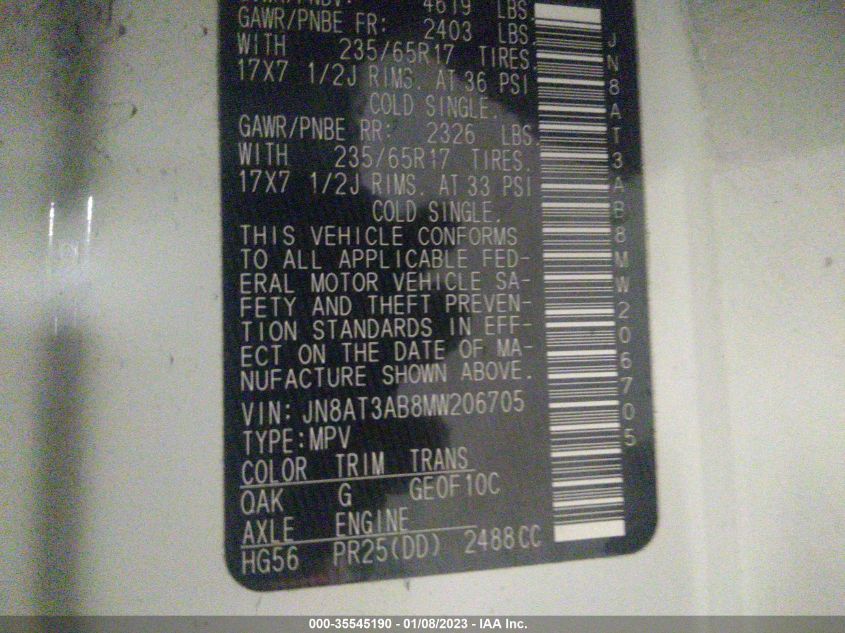 4619 LBS.
GAWR/PNBE FR: 2403 LBS.
WITH 235/65R17 TIRES.
17X7 1/2J RIMS. AT 36 PSI
COLD SINGLE.
GAWR/PNBE RR: 2326 LBS.
WITH 235/65R17 TIRES.
17X7 1/2J RIMS. AT 33 PSI
COLD SINGLE.
THIS VEHICLE CONFORMS
TO ALL APPLICABLE FED-
ERAL MOTOR VEHICLE SA-
FETY AND THEFT PREVEN-
TION STANDARDS IN EFF-
ECT ON THE DATE OF MA-
NUFACTURE SHOWN ABOVE.
VIN: JN8AT3AB8MW206705
TYPE:MPV
COLOR TRIM TRANS
QAK G GE0F10C
AXLE ENGINE
HG56 PR25(DD) 2488CC
JN8AT3AB8MW206705
000-35545190 - 01/08/2023 - IAA Inc.